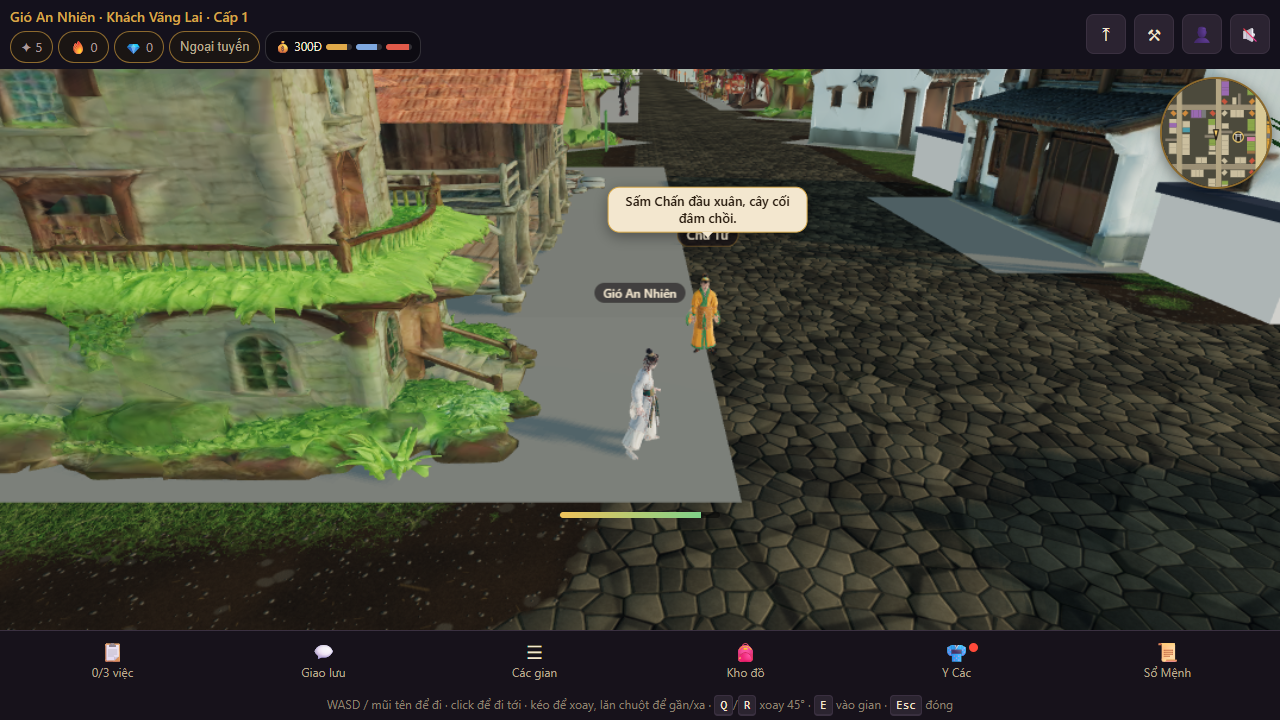 Gió An Nhiên · Khách Vãng Lai · Cấp 1
5
0
0
Ngoại tuyến
300Đ
Sấm Chấn đầu xuân, cây cối
đâm chồi.
Gió An Nhiên
0/3 việc
Giao lưu
Các gian
Kho đồ
Y Các
Sổ Mệnh
WASD / mũi tên để đi · click để đi tới · kéo để xoay, lăn chuột để gần/xa · Q / R xoay 45° · E vào gian · Esc đóng